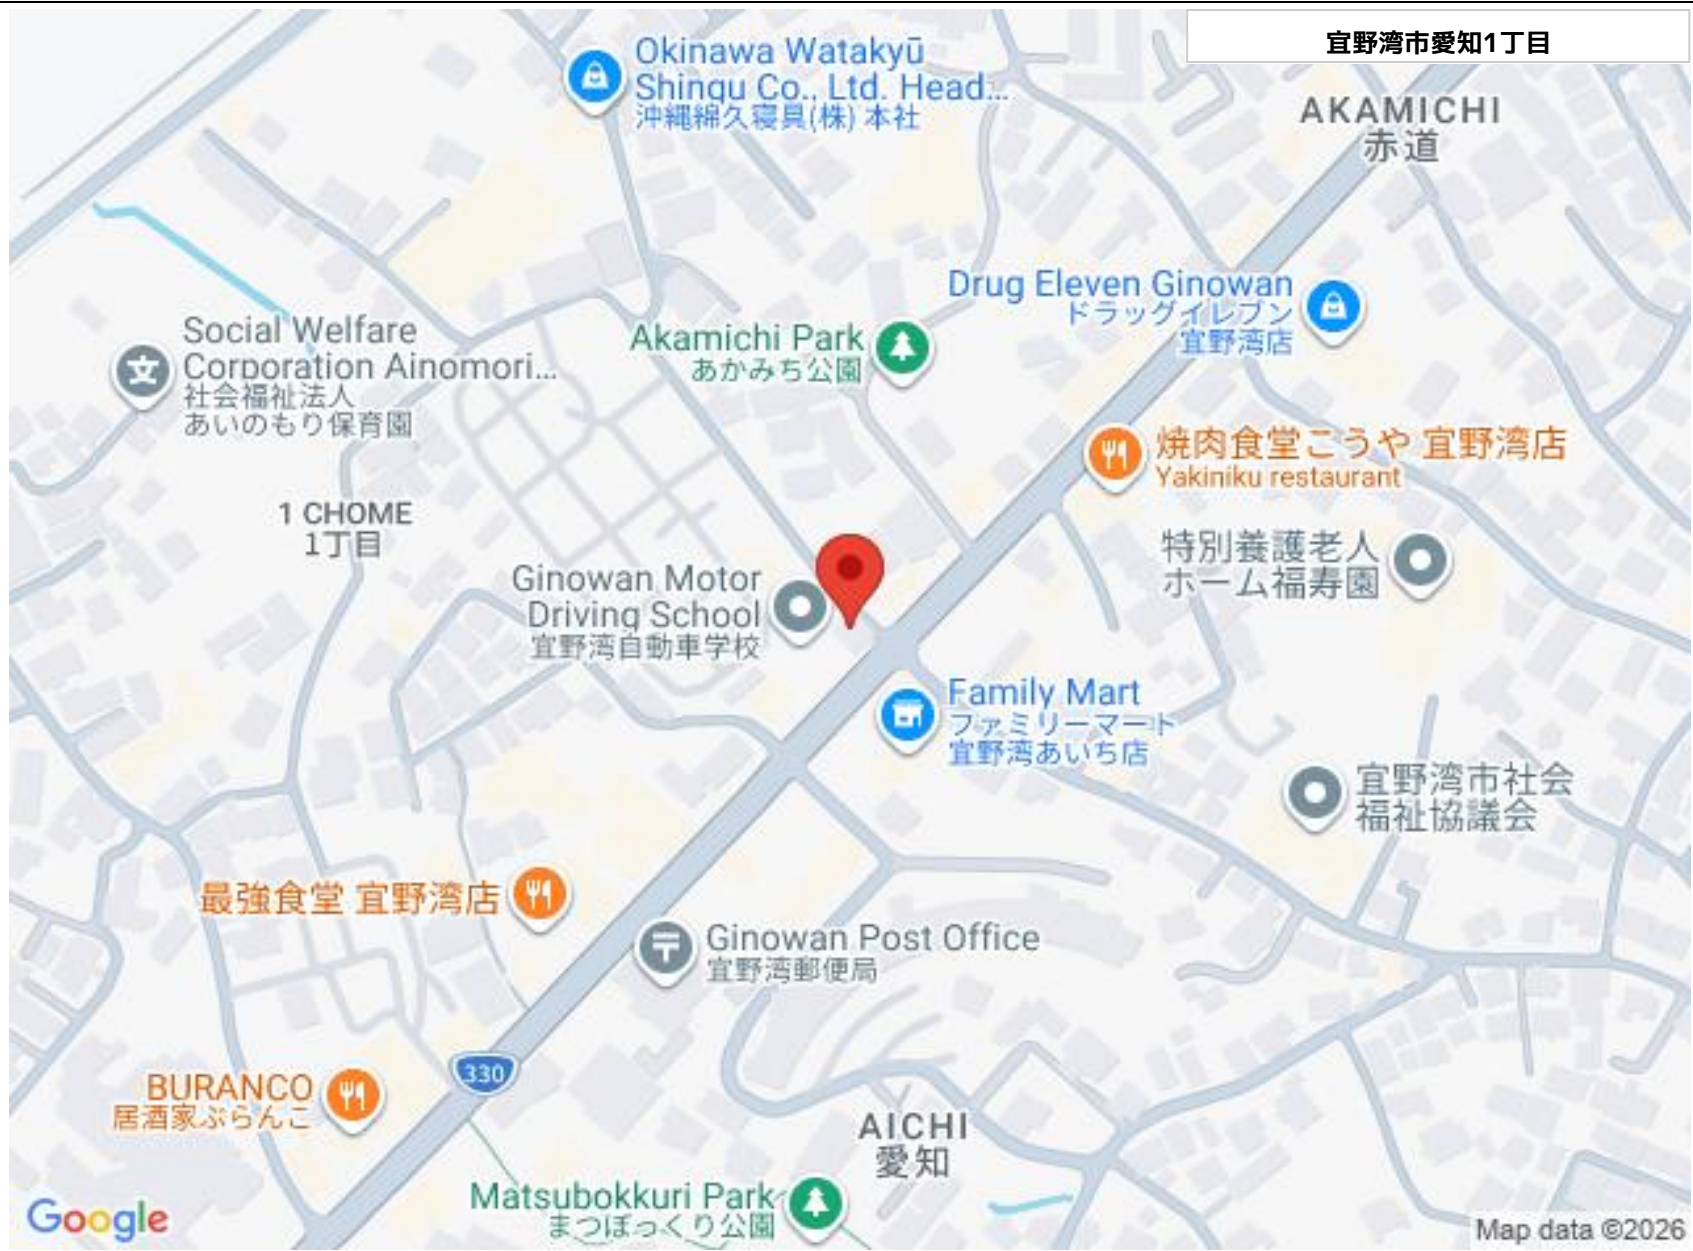 宜野湾市愛知1丁目
Okinawa Watakyū
Shingu Co., Ltd. Head...
沖縄綿久寝具(株) 本社
AKAMICHI
赤道
Drug Eleven Ginowan
ドラッグイレブン
宜野湾店
Social Welfare
Corporation Ainomori...
社会福祉法人
あいのもり保育園
Akamichi Park
あかみち公園
焼肉食堂こうや 宜野湾店
Yakiniku restaurant
1 CHOME
1丁目
特別養護老人
ホーム福寿園
Ginowan Motor
Driving School
宜野湾自動車学校
Family Mart
ファミリーマート
宜野湾あいち店
宜野湾市社会
福祉協議会
最強食堂 宜野湾店
Ginowan Post Office
宜野湾郵便局
330
BURANCO
居酒家ぶらんこ
AICHI
愛知
Matsubokkuri Park
まつぼっくり公園
Google
Map data ©2026